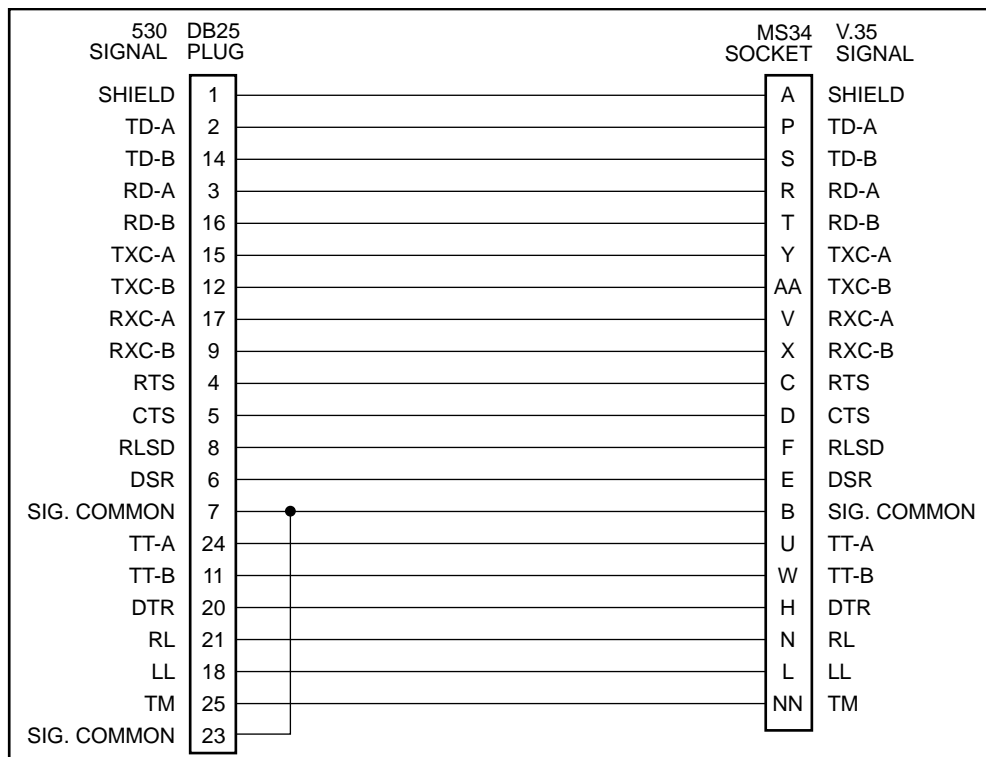 530 DB25 MS34 V.35
SIGNAL PLUG SOCKET SIGNAL
SHIELD 1 A SHIELD
TD-A 2 P TD-A
TD-B 14 S TD-B
RD-A 3 R RD-A
RD-B 16 T RD-B
TXC-A 15 Y TXC-A
TXC-B 12 AA TXC-B
RXC-A 17 V RXC-A
RXC-B 9 X RXC-B
RTS 4 C RTS
CTS 5 D CTS
RLSD 8 F RLSD
DSR 6 E DSR
SIG. COMMON 7 B SIG. COMMON
TT-A 24 U TT-A
TT-B 11 W TT-B
DTR 20 H DTR
RL 21 N RL
LL 18 L LL
TM 25 NN TM
SIG. COMMON 23